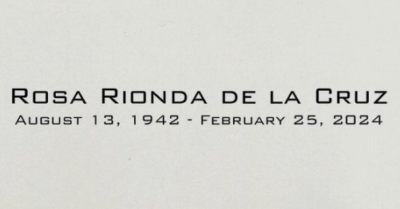 Rosa Rionda de la Cruz
August 13, 1942 - February 25, 2024